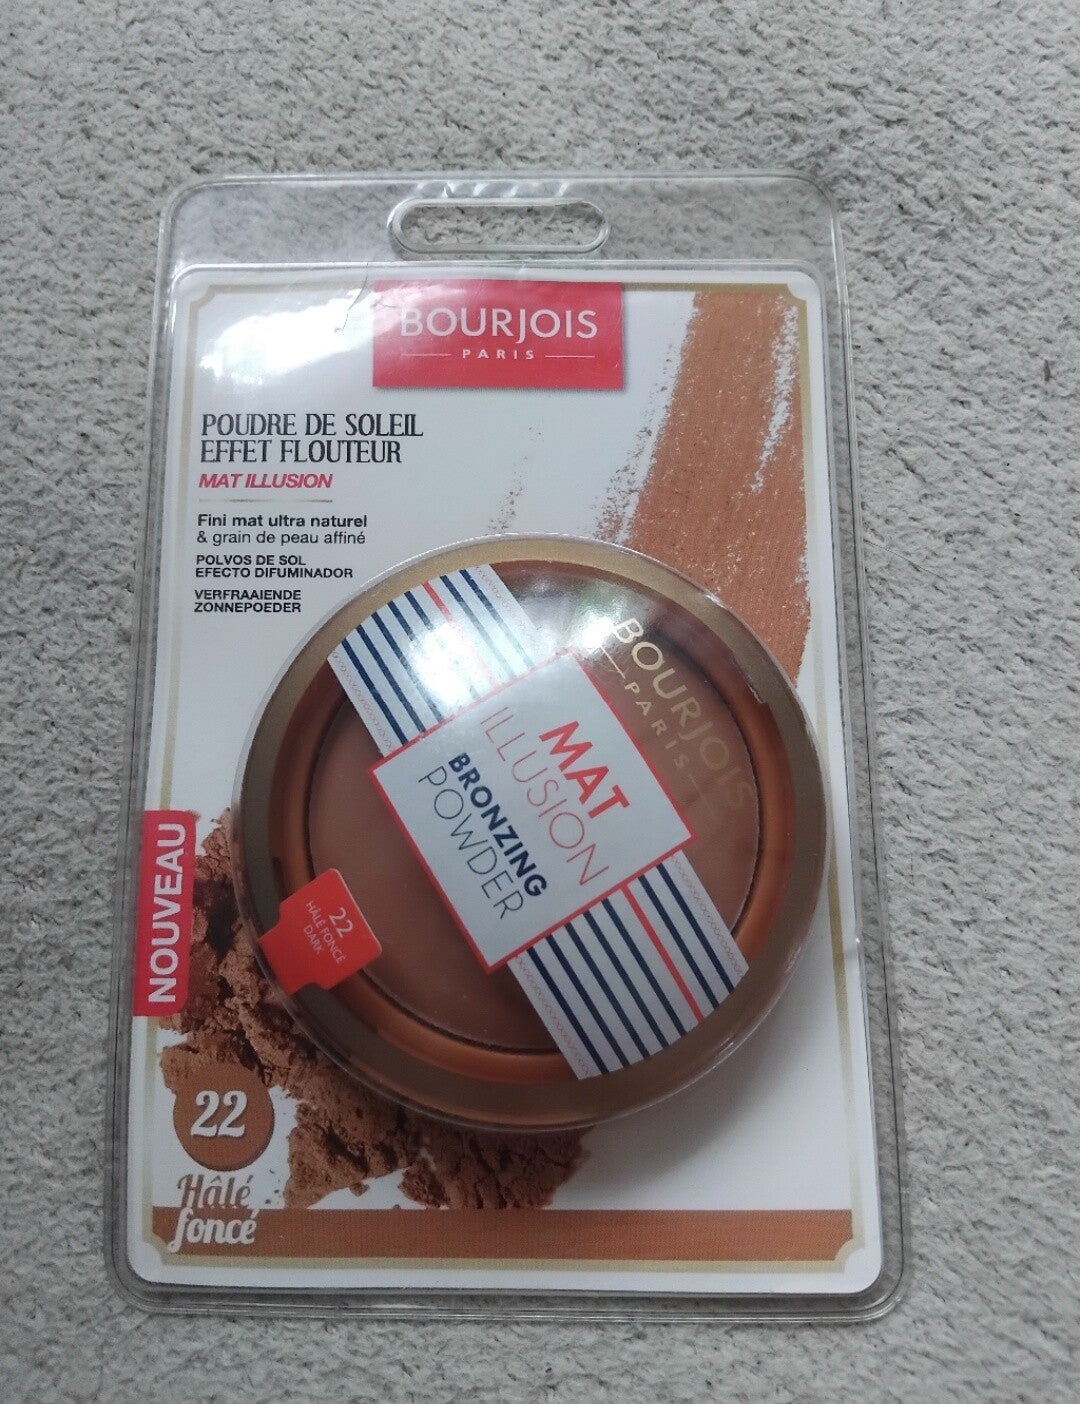 BOURJOIS
PARIS
POUDRE DE SOLEIL
EFFET FLOUTEUR
MAT ILLUSION
Fini mat ultra naturel
& grain de peau affiné
POLVOS DE SOL
EFECTO DIFUMINADOR
VERFRAAIENDE
ZONNEPOEDER
BOURJOIS
PARIS
MAT
ILLUSION
BRONZING
POWDER
22
HÂLÉ FONCÉ
DARK
NOUVEAU
22
Hâlé
foncé